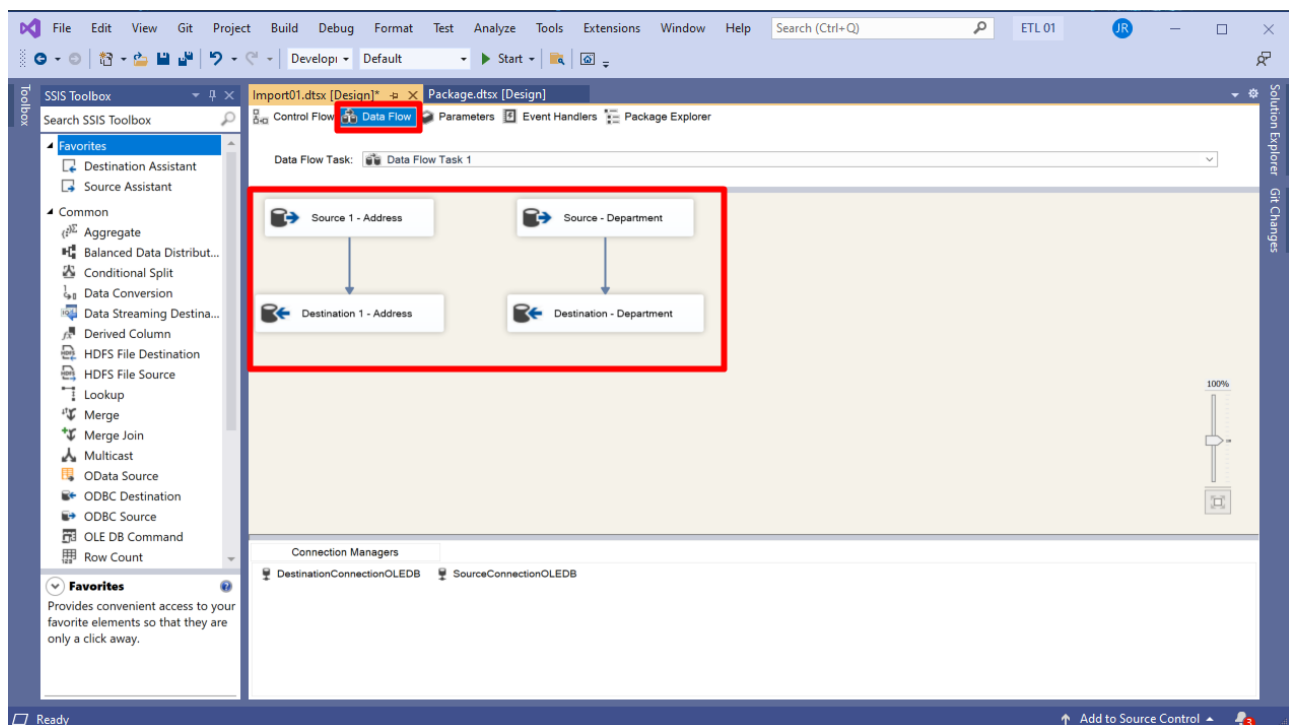 File Edit View Git Project Build Debug Format Test Analyze Tools Extensions Window Help Search (Ctrl+Q) ETL 01 JR
Developı Default Start
Toolbox
SSIS Toolbox
Search SSIS Toolbox
Favorites
Destination Assistant
Source Assistant
Common
Aggregate
Balanced Data Distribut...
Conditional Split
Data Conversion
Data Streaming Destina...
Derived Column
HDFS File Destination
HDFS File Source
Lookup
Merge
Merge Join
Multicast
OData Source
ODBC Destination
ODBC Source
OLE DB Command
Row Count
Favorites
Provides convenient access to your
favorite elements so that they are
only a click away.
Import01.dtsx [Design]* Package.dtsx [Design]
Control Flow Data Flow Parameters Event Handlers Package Explorer
Data Flow Task: Data Flow Task 1
Source 1 - Address Source - Department
Destination 1 - Address Destination - Department
100%
Connection Managers
DestinationConnectionOLEDB SourceConnectionOLEDB
Solution Explorer
Git Changes
Ready Add to Source Control 3